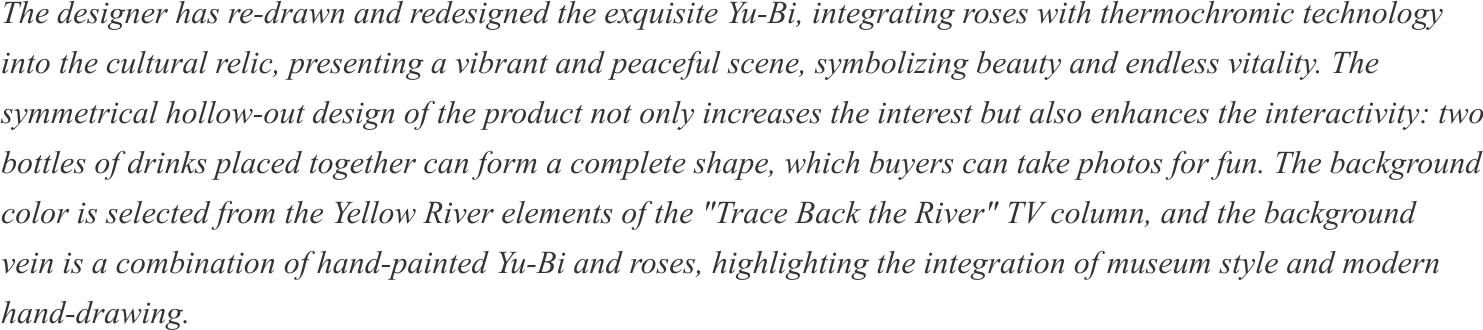 The designer has re-drawn and redesigned the exquisite Yu-Bi, integrating roses with thermochromic technology
into the cultural relic, presenting a vibrant and peaceful scene, symbolizing beauty and endless vitality. The
symmetrical hollow-out design of the product not only increases the interest but also enhances the interactivity: two
bottles of drinks placed together can form a complete shape, which buyers can take photos for fun. The background
color is selected from the Yellow River elements of the "Trace Back the River" TV column, and the background
vein is a combination of hand-painted Yu-Bi and roses, highlighting the integration of museum style and modern
hand-drawing.